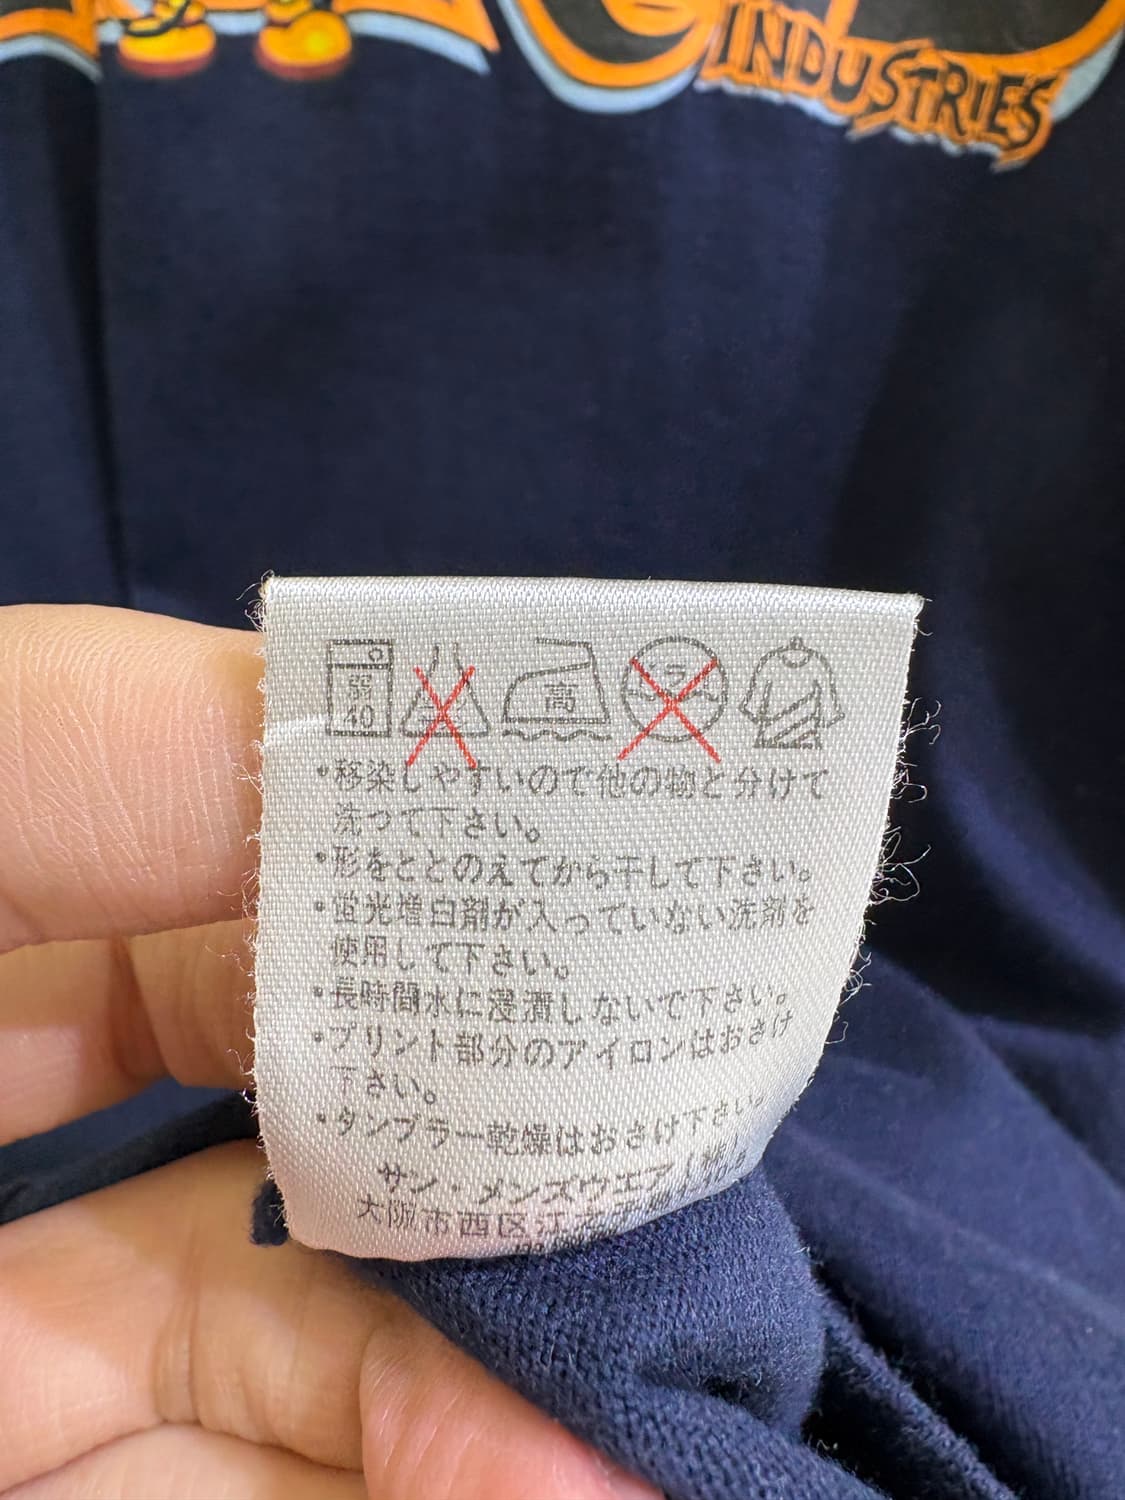 INDUSTRIES
弱
40
高
ドライ
・移染しやすいので他の物と分けて
洗つて下さい。
・形をととのえてから干して下さい。
・蛍光増白剤が入っていない洗剤を
使用して下さい。
・長時間水に浸漬しないで下さい。
・プリント部分のアイロンはおさけ
下さい。
・タンブラー乾燥はおさけ下さい。
サン・メンズウエア
大阪市西区江